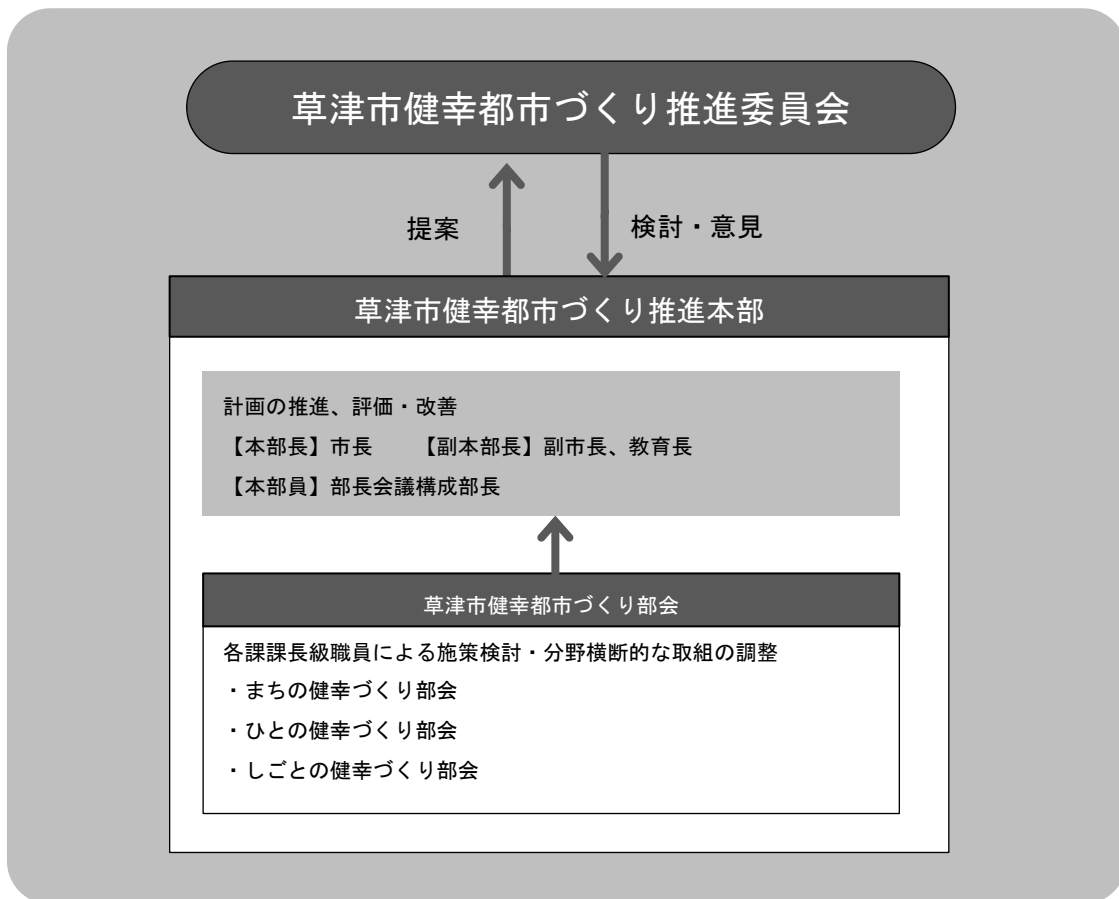 草津市健幸都市づくり推進委員会
提案
検討・意見
草津市健幸都市づくり推進本部
計画の推進、評価・改善
【本部長】市長　　【副本部長】副市長、教育長
【本部員】部長会議構成部長
草津市健幸都市づくり部会
各課課長級職員による施策検討・分野横断的な取組の調整
・まちの健幸づくり部会
・ひとの健幸づくり部会
・しごとの健幸づくり部会